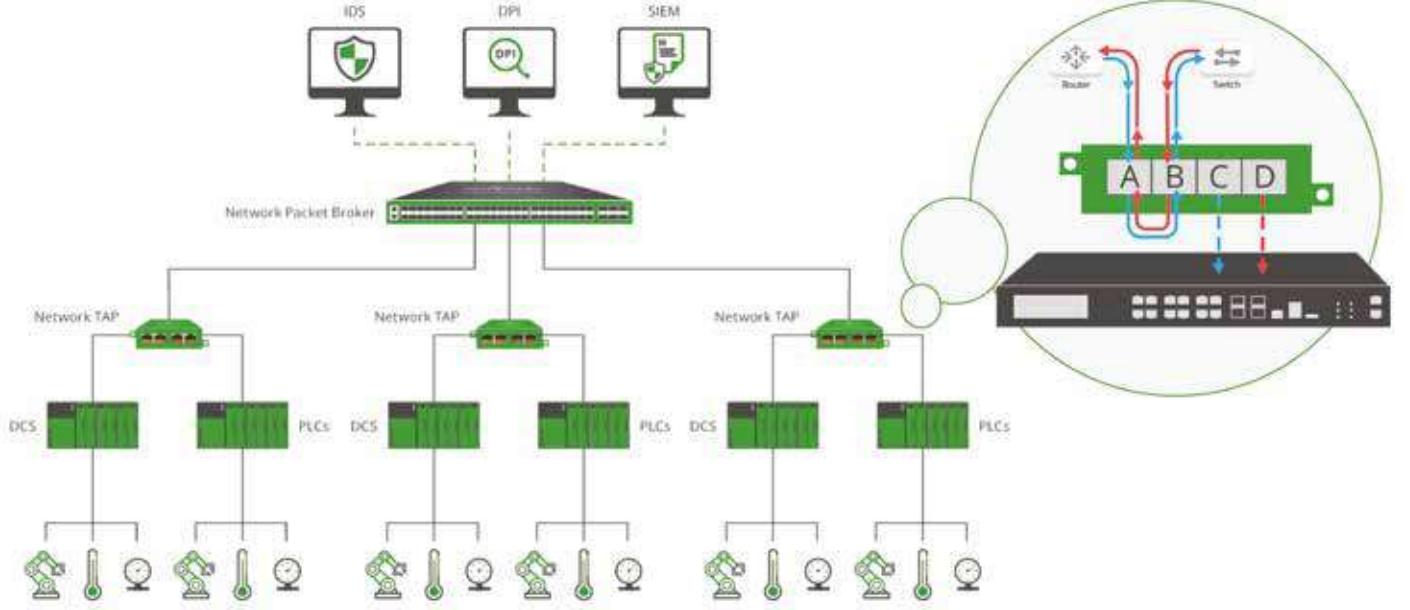 IDS
DPI
SIEM
DPI
Router
Switch
A B C D
Network Packet Broker
Network TAP
Network TAP
Network TAP
DCS
PLCs
DCS
PLCs
DCS
PLCs